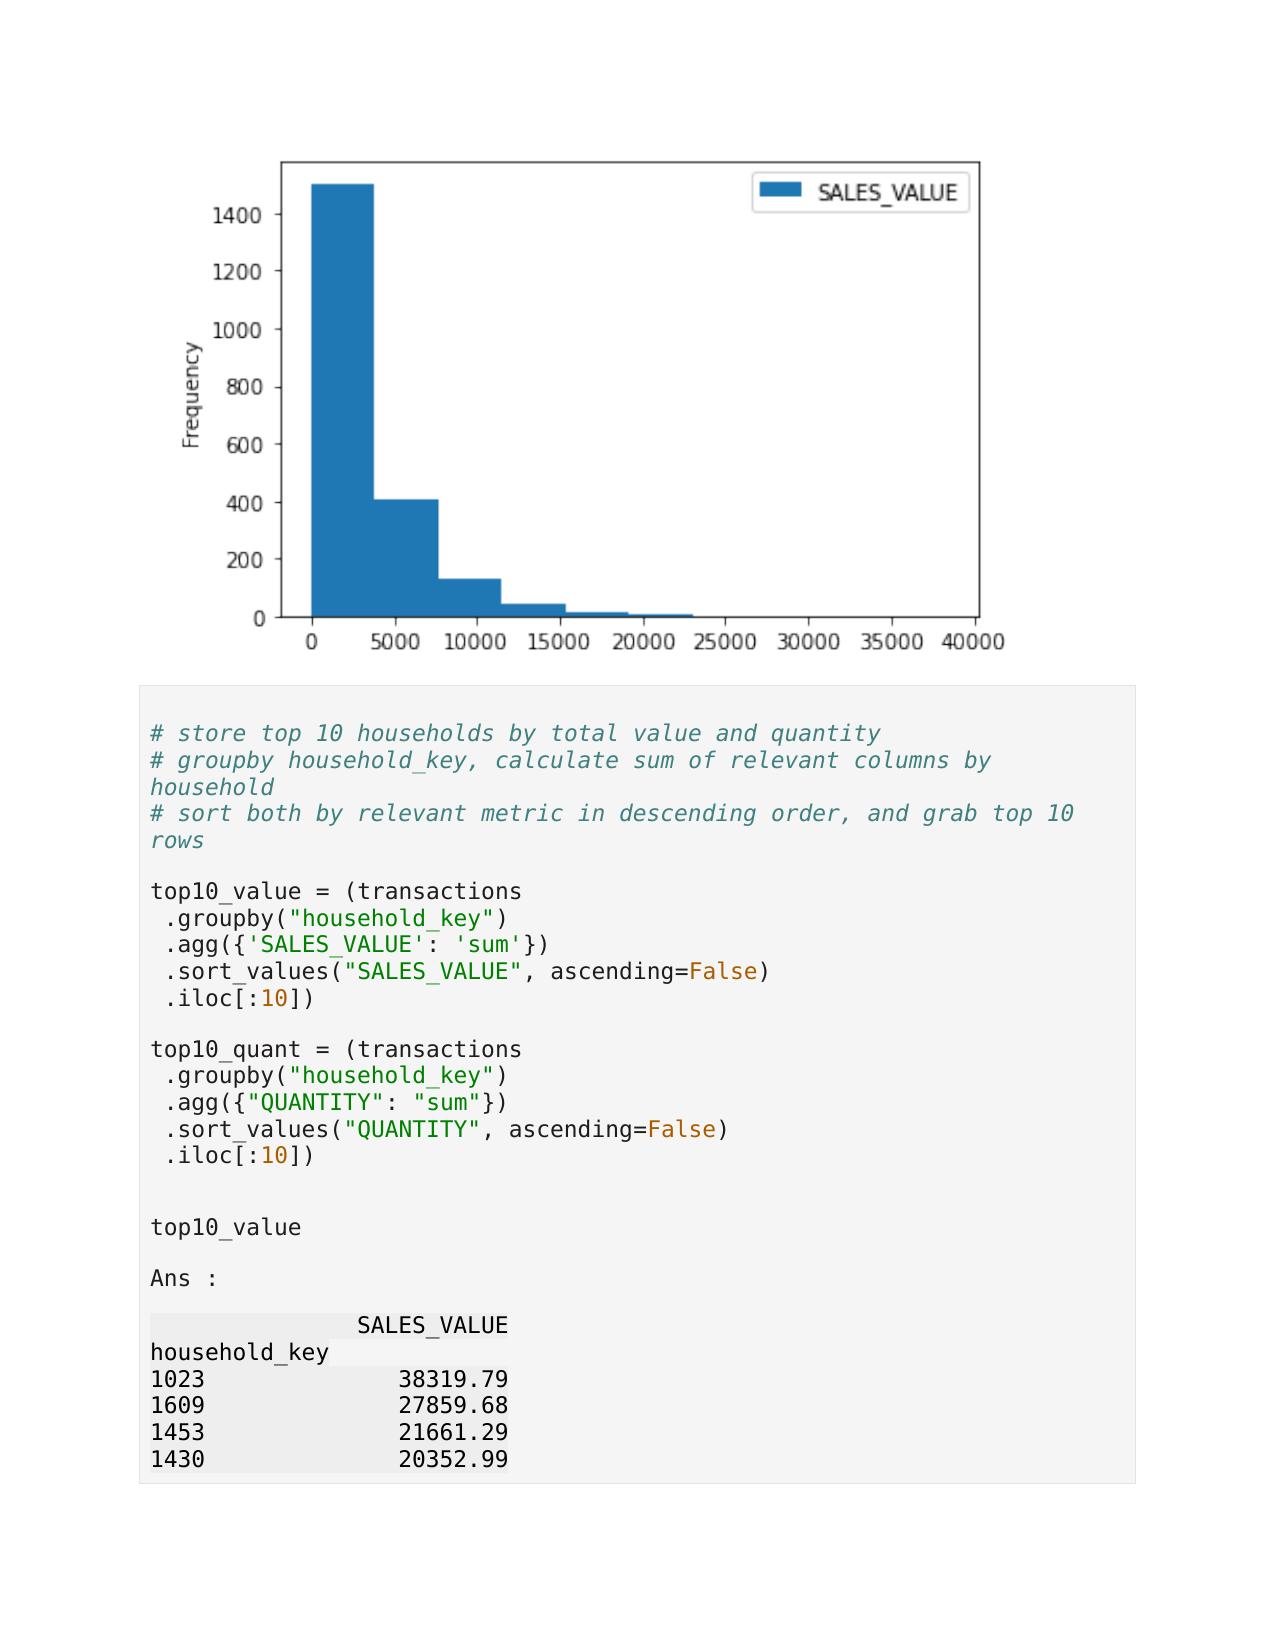 SALES_VALUE
1400
1200
1000
800
600
400
200
0
Frequency
0 5000 10000 15000 20000 25000 30000 35000 40000
# store top 10 households by total value and quantity
# groupby household_key, calculate sum of relevant columns by
household
# sort both by relevant metric in descending order, and grab top 10
rows
top10_value = (transactions
.groupby("household_key")
.agg({'SALES_VALUE': 'sum'})
.sort_values("SALES_VALUE", ascending=False)
.iloc[:10])
top10_quant = (transactions
.groupby("household_key")
.agg({"QUANTITY": "sum"})
.sort_values("QUANTITY", ascending=False)
.iloc[:10])
top10_value
Ans :
SALES_VALUE
household_key
1023 38319.79
1609 27859.68
1453 21661.29
1430 20352.99